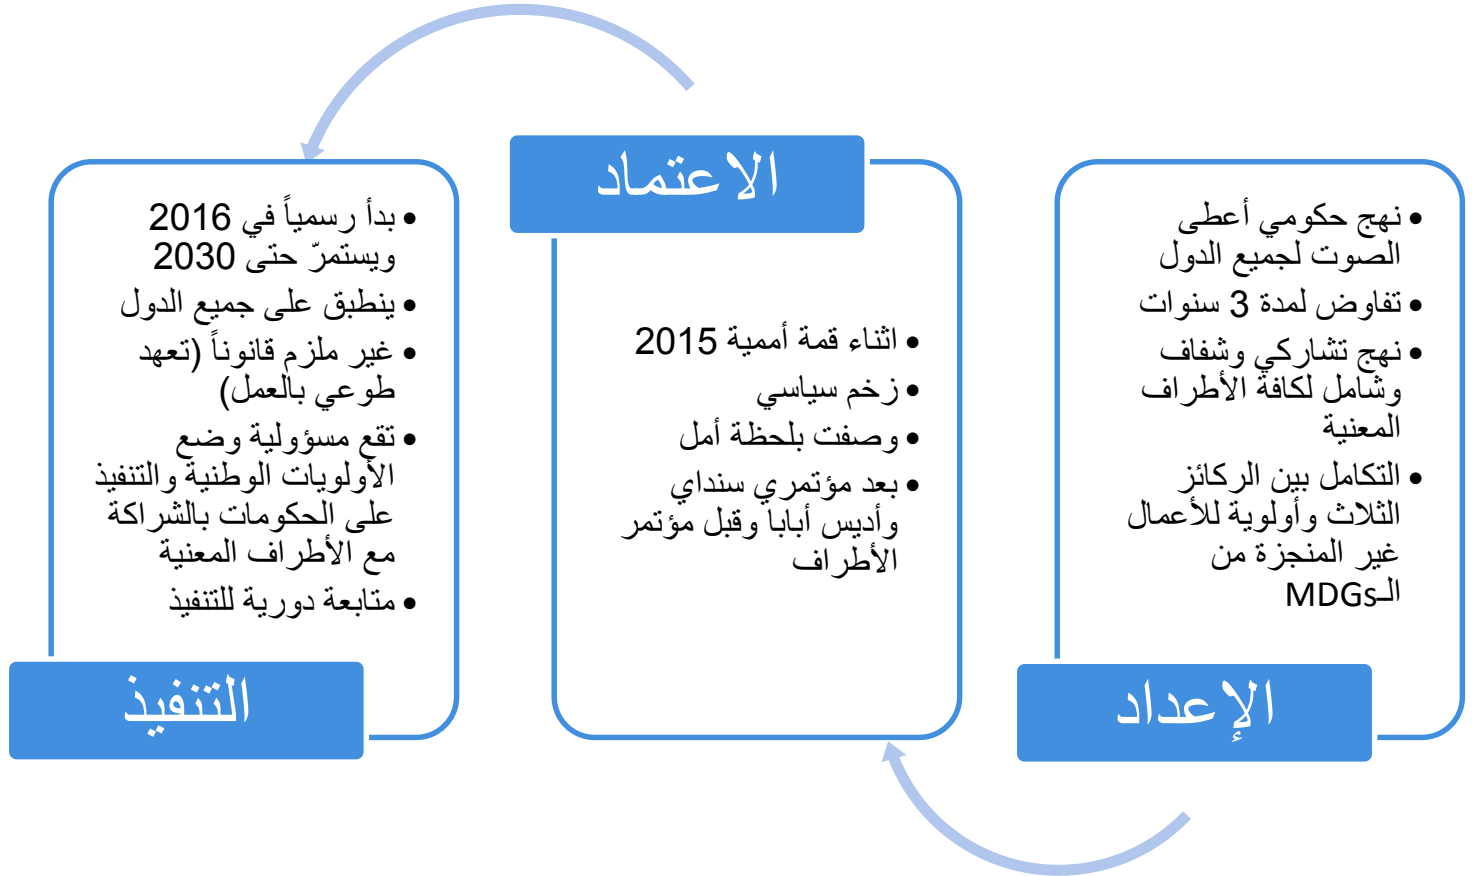 نهج حكومي أعطى
الصوت لجميع الدول
تفاوض لمدة 3 سنوات
نهج تشاركي وشفاف
وشامل لكافة الأطراف
المعنية
التكامل بين الركائز
الثلاث وأولوية للأعمال
غير المنجزة من
الـMDGs
الإعداد
الاعتماد
اثناء قمة أممية 2015
زخم سياسي
وصفت بلحظة أمل
بعد مؤتمري سنداي
وأديس أبابا وقبل مؤتمر
الأطراف
بدأ رسمياً في 2016
ويستمرّ حتى 2030
ينطبق على جميع الدول
غير ملزم قانوناً (تعهد
طوعي بالعمل)
تقع مسؤولية وضع
الأولويات الوطنية والتنفيذ
على الحكومات بالشراكة
مع الأطراف المعنية
متابعة دورية للتنفيذ
التنفيذ